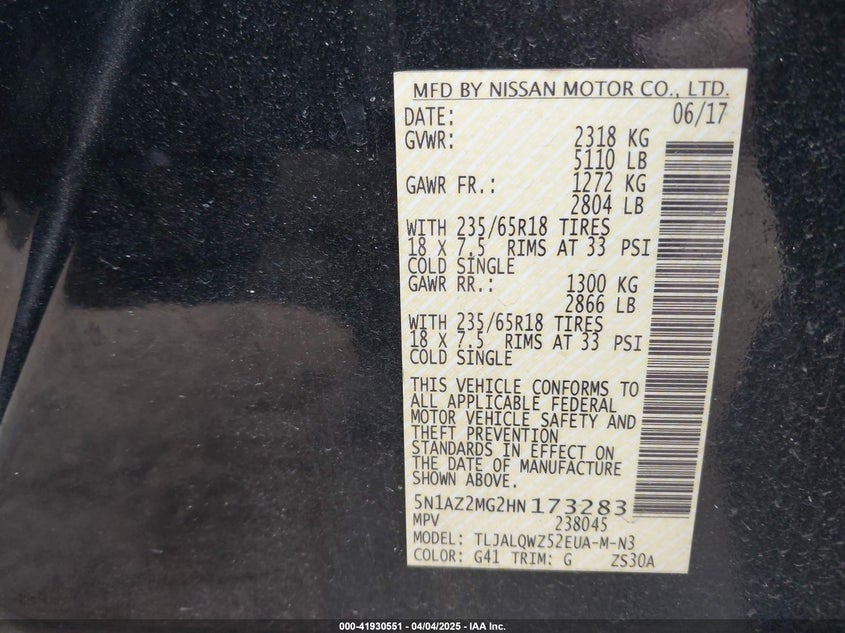 MFD BY NISSAN MOTOR CO., LTD.
DATE: 06/17
GVWR: 2318 KG
5110 LB
GAWR FR.: 1272 KG
2804 LB
WITH 235/65R18 TIRES
18 X 7.5 RIMS AT 33 PSI
COLD SINGLE
GAWR RR.: 1300 KG
2866 LB
WITH 235/65R18 TIRES
18 X 7.5 RIMS AT 33 PSI
COLD SINGLE
THIS VEHICLE CONFORMS TO
ALL APPLICABLE FEDERAL
MOTOR VEHICLE SAFETY AND
THEFT PREVENTION
STANDARDS IN EFFECT ON
THE DATE OF MANUFACTURE
SHOWN ABOVE.
5N1AZ2MG2HN173283
MPV 238045
MODEL: TLJALQWZ52EUA-M-N3
COLOR: G41 TRIM: G ZS30A
000-41930551 - 04/04/2025 - IAA Inc.